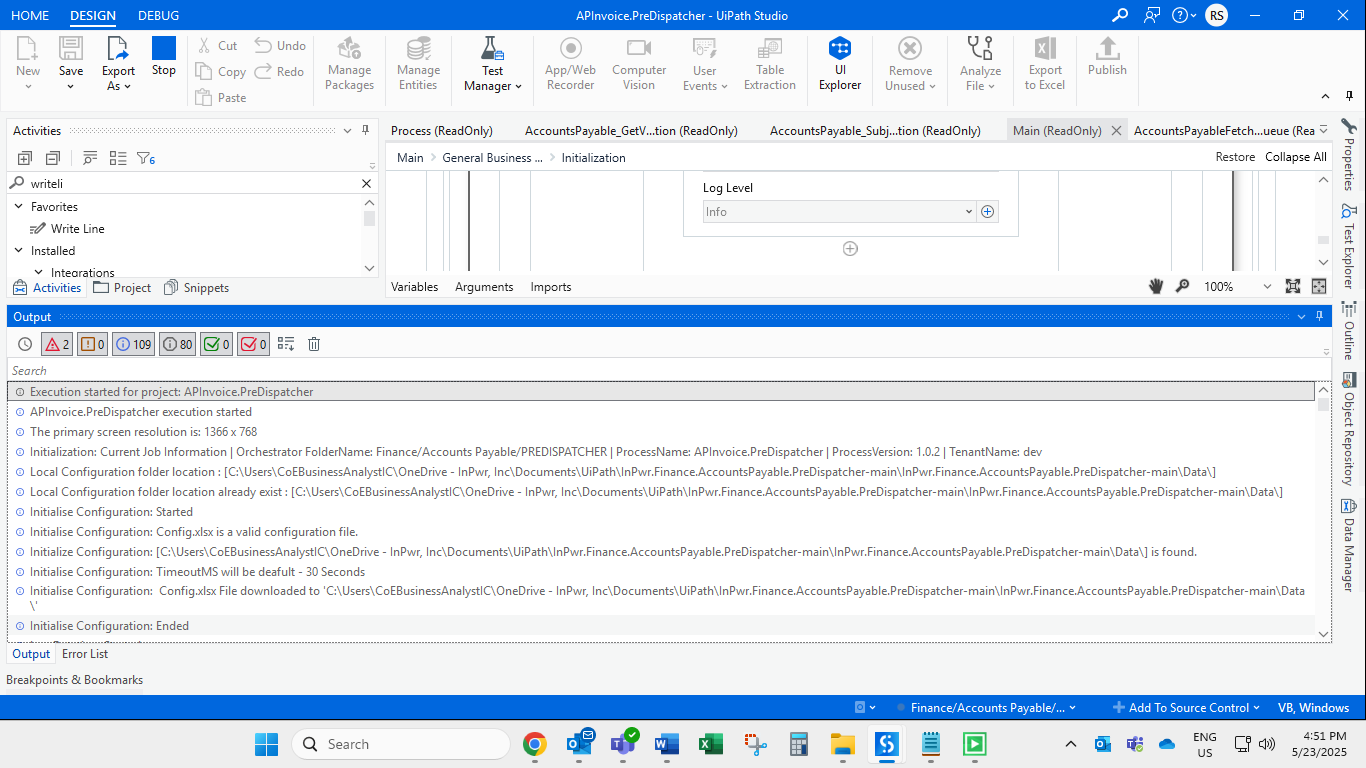 HOME DESIGN DEBUG APInvoice.PreDispatcher - UiPath Studio RS
New Save Export As Stop Cut Copy Paste Undo Redo Manage Packages Manage Entities Test Manager App/Web Recorder Computer Vision User Events Table Extraction UI Explorer Remove Unused Analyze File Export to Excel Publish
Activities
6
writeli
Favorites
Write Line
Installed
Integrations
Activities Project Snippets
Process (ReadOnly) AccountsPayable_GetV...tion (ReadOnly) AccountsPayable_Subj...tion (ReadOnly) Main (ReadOnly) AccountsPayableFetch...ueue (Rea
Main General Business ... Initialization Restore Collapse All
Log Level
Info
Variables Arguments Imports 100%
Properties
Test Explorer
Outline
Object Repository
Data Manager
Output
2 0 109 80 0 0
Search
Execution started for project: APInvoice.PreDispatcher
APInvoice.PreDispatcher execution started
The primary screen resolution is: 1366 x 768
Initialization: Current Job Information | Orchestrator FolderName: Finance/Accounts Payable/PREDISPATCHER | ProcessName: APInvoice.PreDispatcher | ProcessVersion: 1.0.2 | TenantName: dev
Local Configuration folder location : [C:\Users\CoEBusinessAnalystIC\OneDrive - InPwr, Inc\Documents\UiPath\InPwr.Finance.AccountsPayable.PreDispatcher-main\InPwr.Finance.AccountsPayable.PreDispatcher-main\Data\]
Local Configuration folder location already exist : [C:\Users\CoEBusinessAnalystIC\OneDrive - InPwr, Inc\Documents\UiPath\InPwr.Finance.AccountsPayable.PreDispatcher-main\InPwr.Finance.AccountsPayable.PreDispatcher-main\Data\]
Initialise Configuration: Started
Initialise Configuration: Config.xlsx is a valid configuration file.
Initialize Configuration: [C:\Users\CoEBusinessAnalystIC\OneDrive - InPwr, Inc\Documents\UiPath\InPwr.Finance.AccountsPayable.PreDispatcher-main\InPwr.Finance.AccountsPayable.PreDispatcher-main\Data\] is found.
Initialise Configuration: TimeoutMS will be deafult - 30 Seconds
Initialise Configuration:  Config.xlsx File downloaded to 'C:\Users\CoEBusinessAnalystIC\OneDrive - InPwr, Inc\Documents\UiPath\InPwr.Finance.AccountsPayable.PreDispatcher-main\InPwr.Finance.AccountsPayable.PreDispatcher-main\Data
\'
Initialise Configuration: Ended
Output Error List
Breakpoints & Bookmarks
Finance/Accounts Payable/... Add To Source Control VB, Windows
Search
ENG
US
4:51 PM
5/23/2025